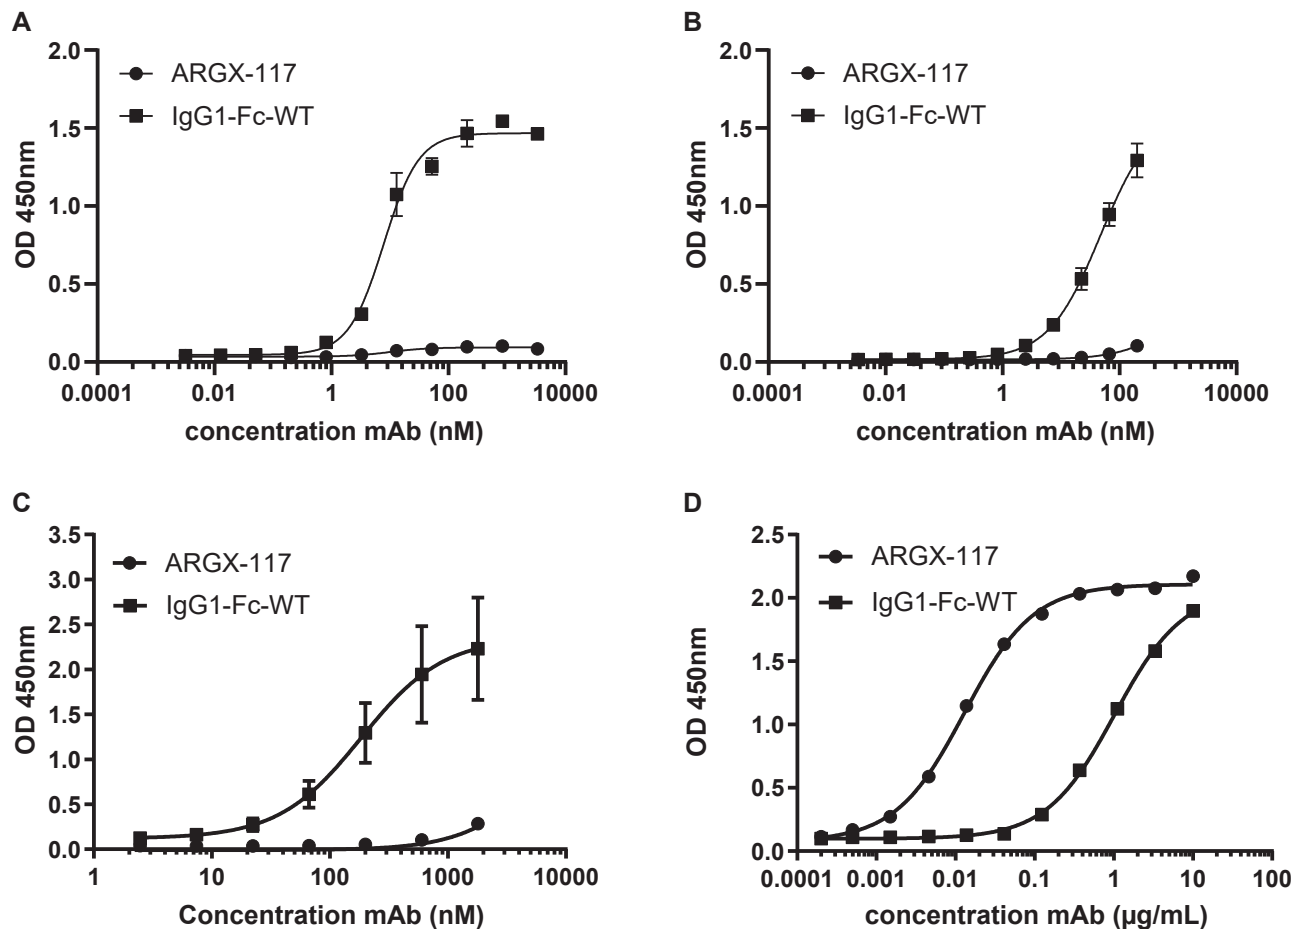 A
2.0
1.5
1.0
0.5
0.0
OD 450nm
ARGX-117
IgG1-Fc-WT
0.0001 0.01 1 100 10000
concentration mAb (nM)
B
2.0
1.5
1.0
0.5
0.0
OD 450nm
ARGX-117
IgG1-Fc-WT
0.0001 0.01 1 100 10000
concentration mAb (nM)
C
3.5
3.0
2.5
2.0
1.5
1.0
0.5
0.0
OD 450nm
ARGX-117
IgG1-Fc-WT
1 10 100 1000 10000
Concentration mAb (nM)
D
2.5
2.0
1.5
1.0
0.5
0.0
OD 450nm
ARGX-117
IgG1-Fc-WT
0.0001 0.001 0.01 0.1 1 10 100
concentration mAb (µg/mL)